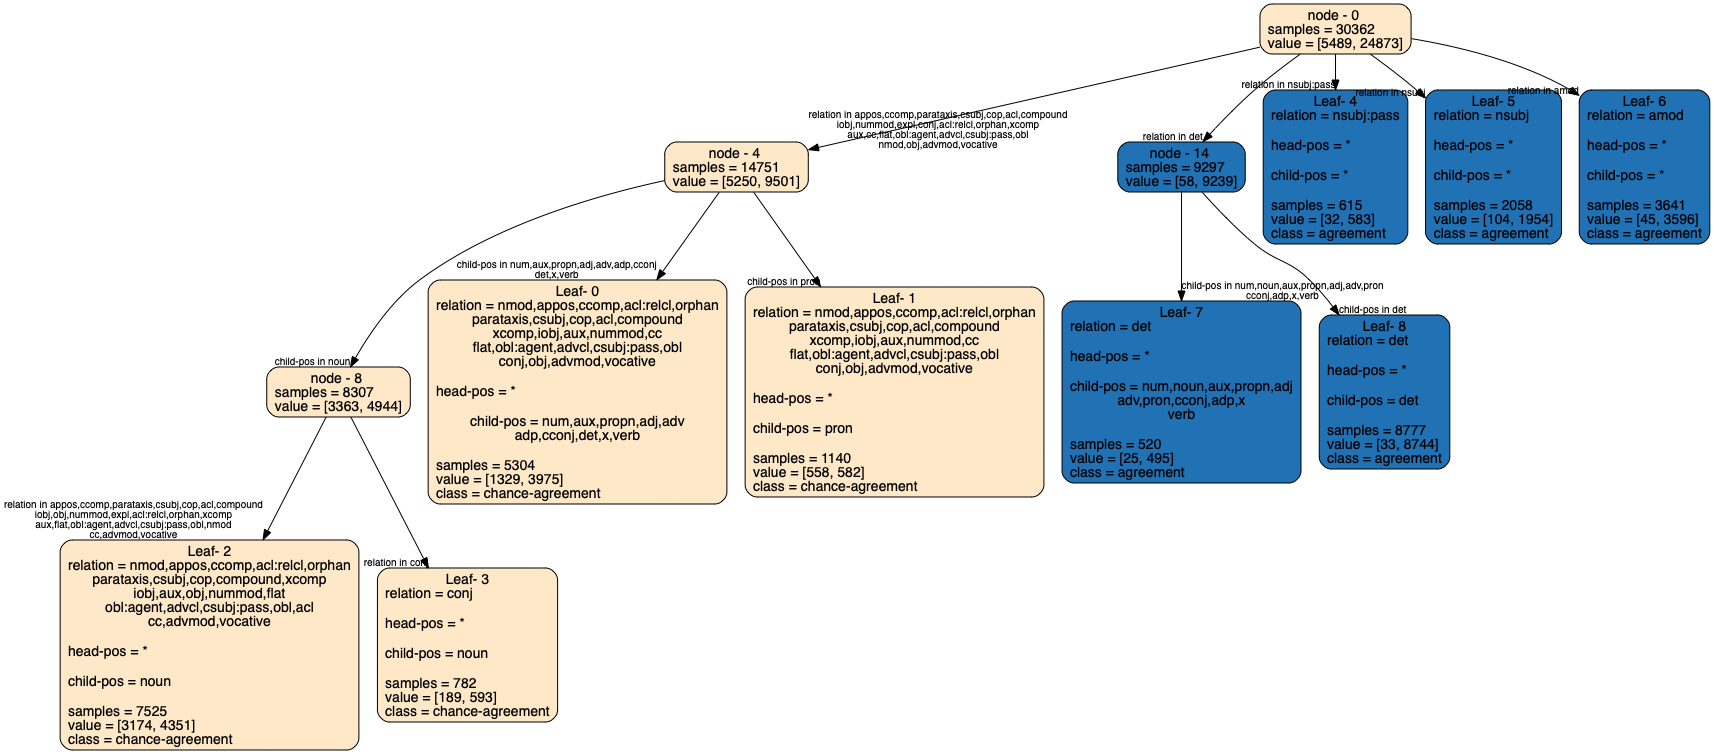 node - 0
samples = 30362
value = [5489, 24873]
relation in appos,ccomp,parataxis,csubj,cop,acl,compound
iobj,nummod,expl,conj,acl:relcl,orphan,xcomp
aux,cc,flat,obl:agent,advcl,csubj:pass,obl
nmod,obj,advmod,vocative
relation in det
relation in nsubj:pass
relation in nsubj
relation in amod
node - 4
samples = 14751
value = [5250, 9501]
node - 14
samples = 9297
value = [58, 9239]
Leaf- 4
relation = nsubj:pass
head-pos = *
child-pos = *
samples = 615
value = [32, 583]
class = agreement
Leaf- 5
relation = nsubj
head-pos = *
child-pos = *
samples = 2058
value = [104, 1954]
class = agreement
Leaf- 6
relation = amod
head-pos = *
child-pos = *
samples = 3641
value = [45, 3596]
class = agreement
child-pos in noun
child-pos in num,aux,propn,adj,adv,adp,cconj
det,x,verb
child-pos in pron
child-pos in num,noun,aux,propn,adj,adv,pron
cconj,adp,x,verb
child-pos in det
node - 8
samples = 8307
value = [3363, 4944]
Leaf- 0
relation = nmod,appos,ccomp,acl:relcl,orphan
parataxis,csubj,cop,acl,compound
xcomp,iobj,aux,nummod,cc
flat,obl:agent,advcl,csubj:pass,obl
conj,obj,advmod,vocative
head-pos = *
child-pos = num,aux,propn,adj,adv
adp,cconj,det,x,verb
samples = 5304
value = [1329, 3975]
class = chance-agreement
Leaf- 1
relation = nmod,appos,ccomp,acl:relcl,orphan
parataxis,csubj,cop,acl,compound
xcomp,iobj,aux,nummod,cc
flat,obl:agent,advcl,csubj:pass,obl
conj,obj,advmod,vocative
head-pos = *
child-pos = pron
samples = 1140
value = [558, 582]
class = chance-agreement
Leaf- 7
relation = det
head-pos = *
child-pos = num,noun,aux,propn,adj
adv,pron,cconj,adp,x
verb
samples = 520
value = [25, 495]
class = agreement
Leaf- 8
relation = det
head-pos = *
child-pos = det
samples = 8777
value = [33, 8744]
class = agreement
relation in appos,ccomp,parataxis,csubj,cop,acl,compound
iobj,obj,nummod,expl,acl:relcl,orphan,xcomp
aux,flat,obl:agent,advcl,csubj:pass,obl,nmod
cc,advmod,vocative
relation in conj
Leaf- 2
relation = nmod,appos,ccomp,acl:relcl,orphan
parataxis,csubj,cop,compound,xcomp
iobj,aux,obj,nummod,flat
obl:agent,advcl,csubj:pass,obl,acl
cc,advmod,vocative
head-pos = *
child-pos = noun
samples = 7525
value = [3174, 4351]
class = chance-agreement
Leaf- 3
relation = conj
head-pos = *
child-pos = noun
samples = 782
value = [189, 593]
class = chance-agreement